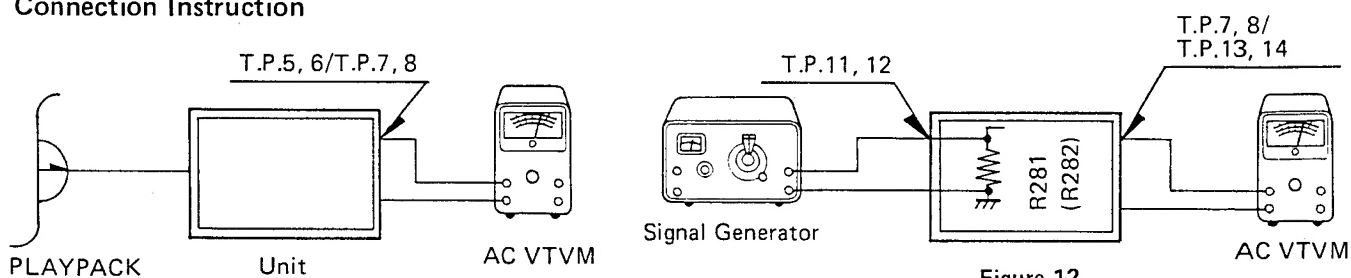 Connection Instruction
T.P.5, 6/T.P.7, 8
PLAYPACK
Unit
AC VTVM
T.P.11, 12
T.P.7, 8/
T.P.13, 14
R281
(R282)
Signal Generator
AC VTVM
Figure 12